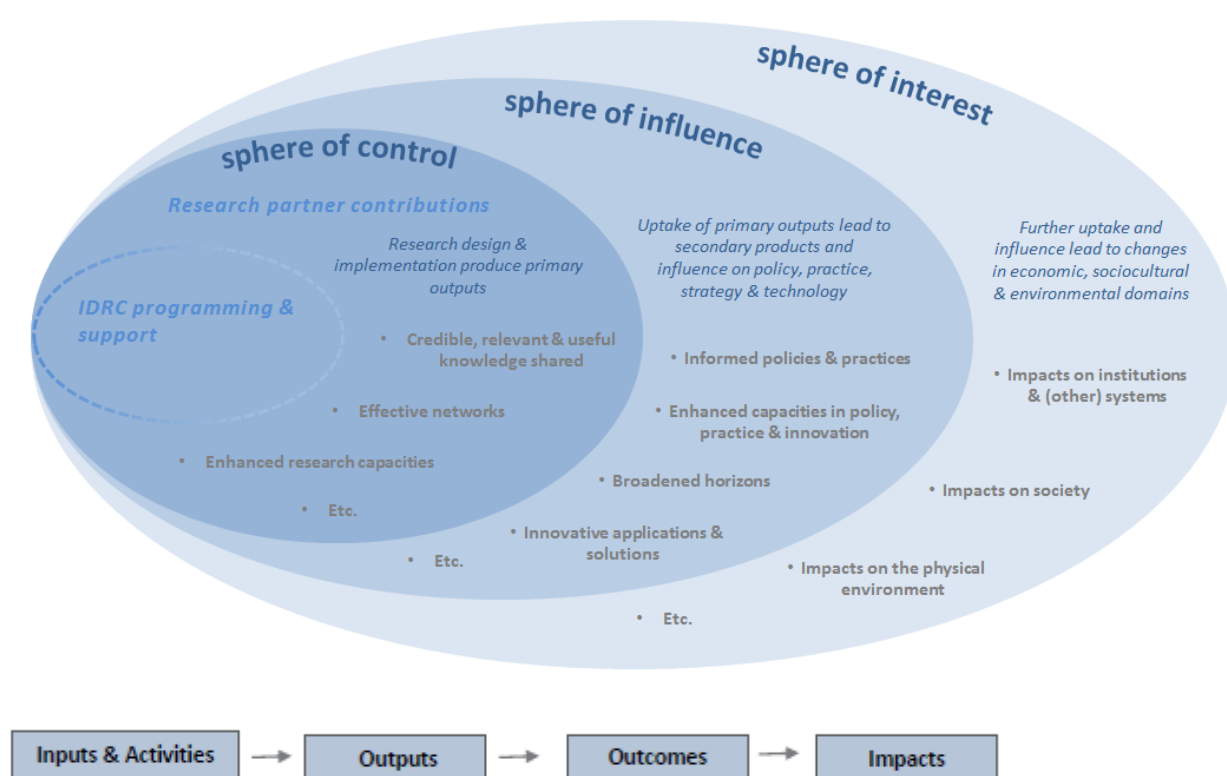 sphere of interest
sphere of influence
sphere of control
Research partner contributions
Research design &
implementation produce primary
outputs
IDRC programming &
support
• Credible, relevant & useful
knowledge shared
• Effective networks
• Enhanced research capacities
• Etc.
Uptake of primary outputs lead to
secondary products and
influence on policy, practice,
strategy & technology
• Informed policies & practices
• Enhanced capacities in policy,
practice & innovation
• Broadened horizons
• Innovative applications &
solutions
• Etc.
Further uptake and
influence lead to changes
in economic, sociocultural
& environmental domains
• Impacts on institutions
& (other) systems
• Impacts on society
• Impacts on the physical
environment
• Etc.
Inputs & Activities
Outputs
Outcomes
Impacts